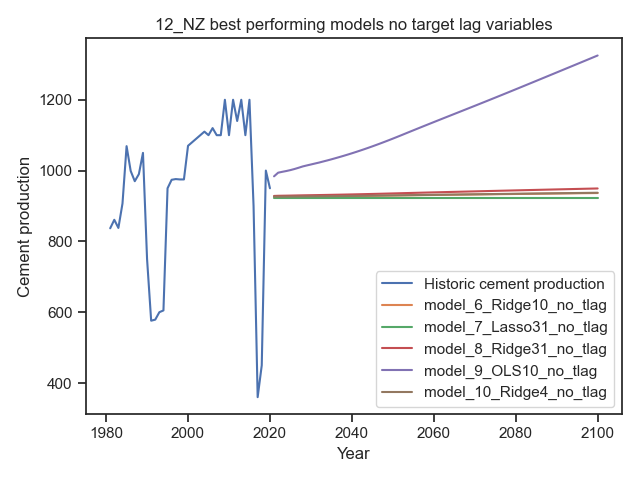 12_NZ best performing models no target lag variables
Cement production
1200
1000
800
600
400
Historic cement production
model_6_Ridge10_no_tlag
model_7_Lasso31_no_tlag
model_8_Ridge31_no_tlag
model_9_OLS10_no_tlag
model_10_Ridge4_no_tlag
1980 2000 2020 2040 2060 2080 2100
Year